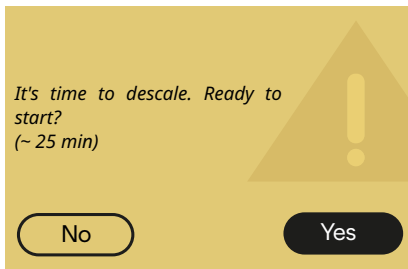 It's time to descale. Ready to
start?
(~ 25 min)
No
Yes